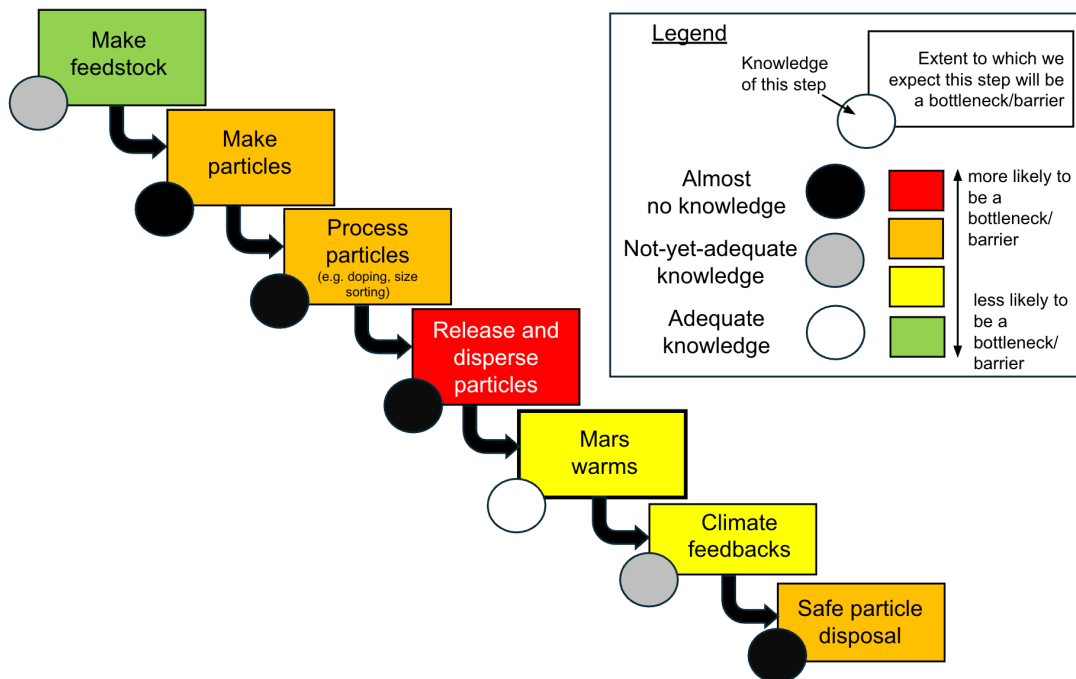 Make
feedstock
Make
particles
Process
particles
(e.g. doping, size
sorting)
Release and
disperse
particles
Mars
warms
Climate
feedbacks
Safe particle
disposal
Legend
Knowledge
of this step
Extent to which we
expect this step will be
a bottleneck/barrier
Almost
no knowledge
Not-yet-adequate
knowledge
Adequate
knowledge
more likely to
be a
bottleneck/
barrier
less likely to
be a
bottleneck/
barrier